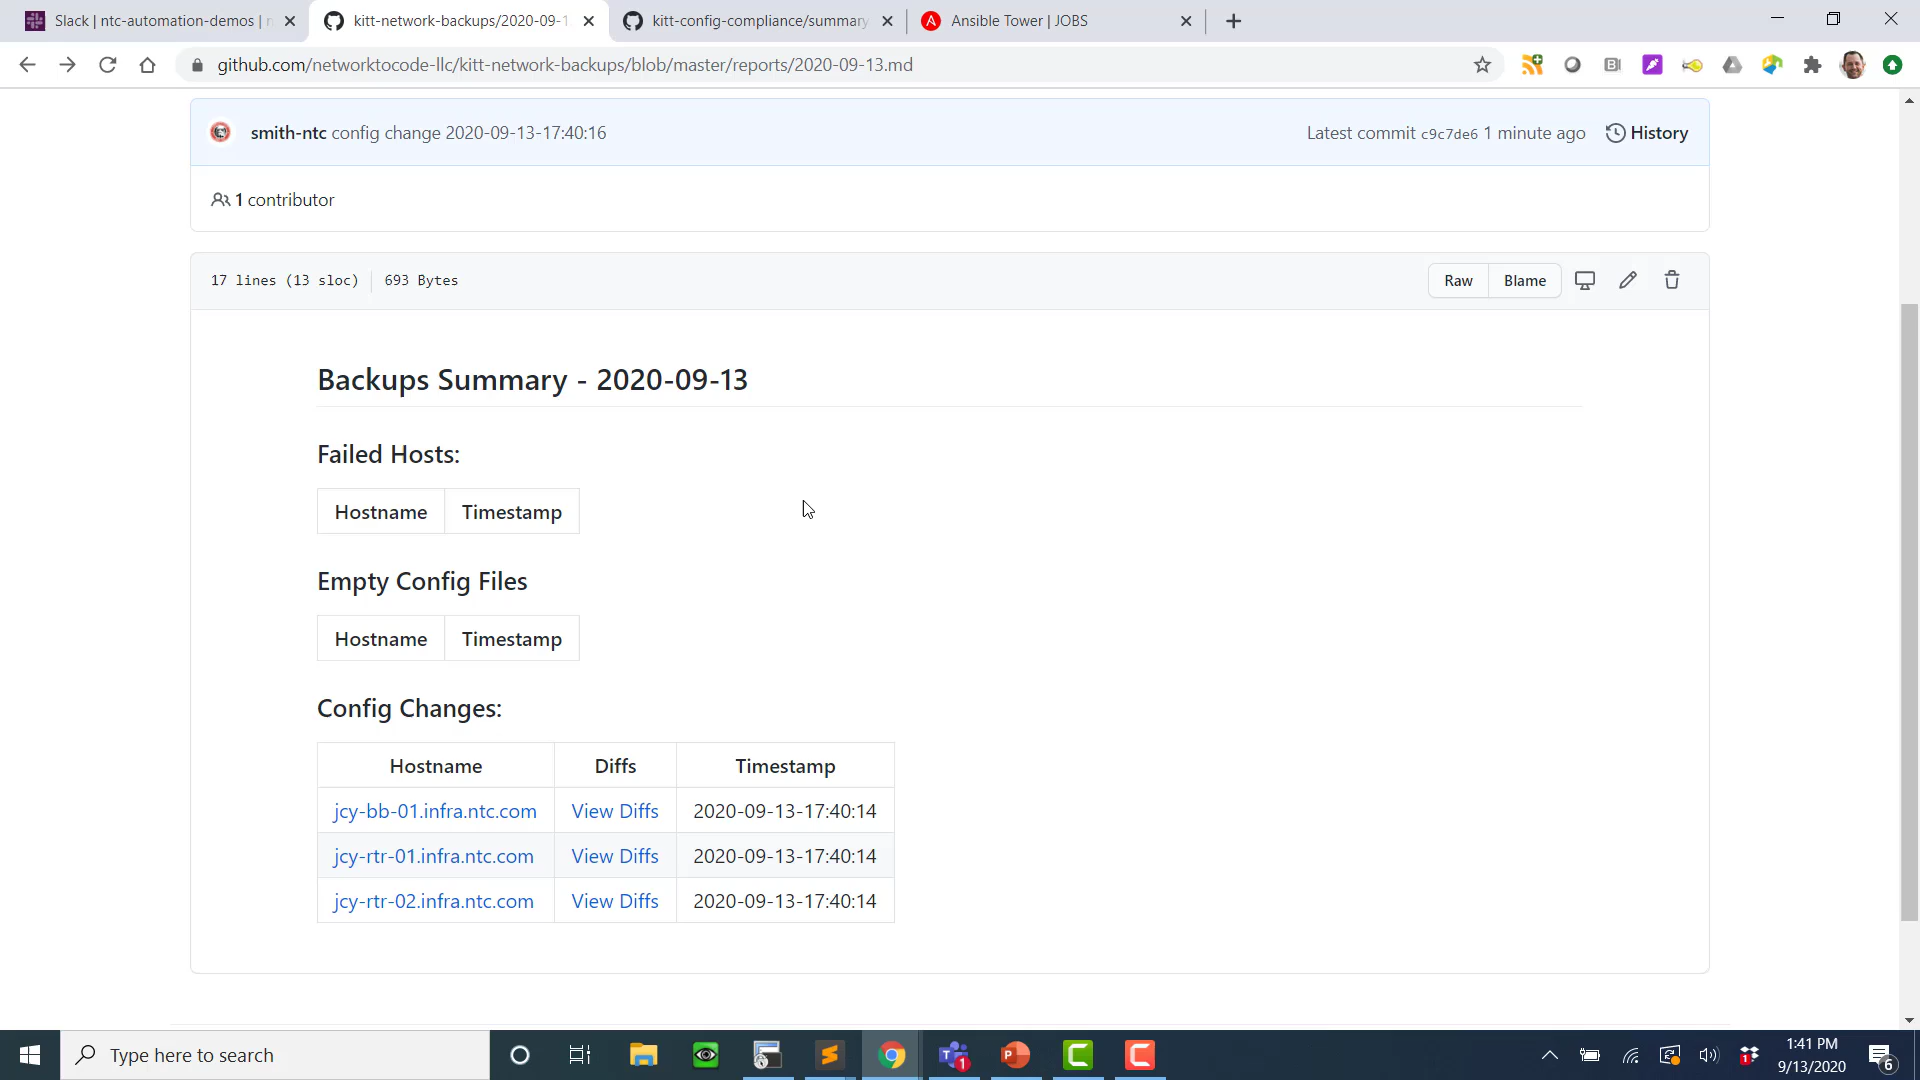 Slack | ntc-automation-demos | n
kitt-network-backups/2020-09-1
kitt-config-compliance/summary
Ansible Tower | JOBS
github.com/networktocode-llc/kitt-network-backups/blob/master/reports/2020-09-13.md
smith-ntc config change 2020-09-13-17:40:16
Latest commit c9c7de6 1 minute ago
History
1 contributor
17 lines (13 sloc)
693 Bytes
Raw
Blame
Backups Summary - 2020-09-13
Failed Hosts:
Hostname Timestamp
Empty Config Files
Hostname Timestamp
Config Changes:
Hostname Diffs Timestamp
jcy-bb-01.infra.ntc.com View Diffs 2020-09-13-17:40:14
jcy-rtr-01.infra.ntc.com View Diffs 2020-09-13-17:40:14
jcy-rtr-02.infra.ntc.com View Diffs 2020-09-13-17:40:14
Type here to search
1:41 PM
9/13/2020
6